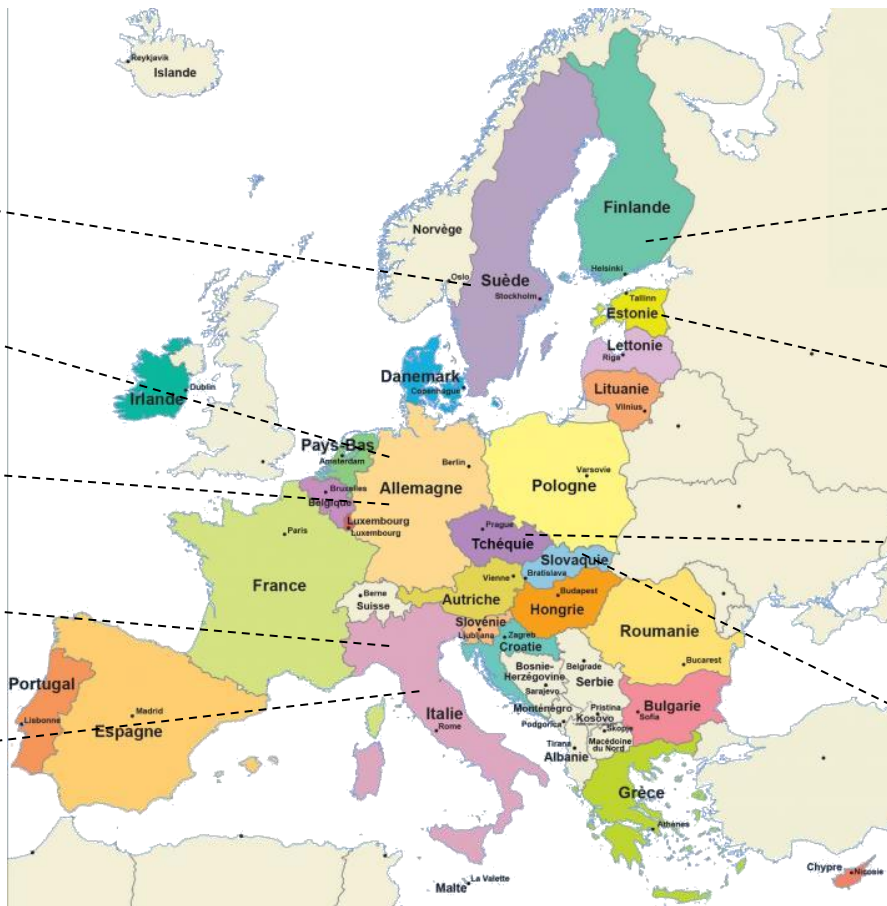 Reykjavik
Islande
Finlande
Norvège
Helsinki
Oslo
Suède
Stockholm
Tallinn
Estonie
Lettonie
Riga
Danemark
Copenhague
Lituanie
Vilnius
Dublin
Irlande
Pays-Bas
Amsterdam
Berlin
Varsovie
Allemagne
Pologne
Bruxelles
Belgique
Luxembourg
Luxembourg
Paris
Prague
Tchéquie
Slovaquie
Bratislava
Vienne
France
Berne
Suisse
Autriche
Budapest
Hongrie
Slovénie
Ljubljana
Zagreb
Croatie
Roumanie
Bucarest
Bosnie-
Herzégovine
Sarajevo
Belgrade
Serbie
Portugal
Lisbonne
Madrid
Espagne
Italie
Rome
Monténégro
Podgorica
Pristina
Kosovo
Bulgarie
Sofia
Skopje
Macédoine
du Nord
Tirana
Albanie
Grèce
Athènes
Chypre
Nicosie
La Valette
Malte